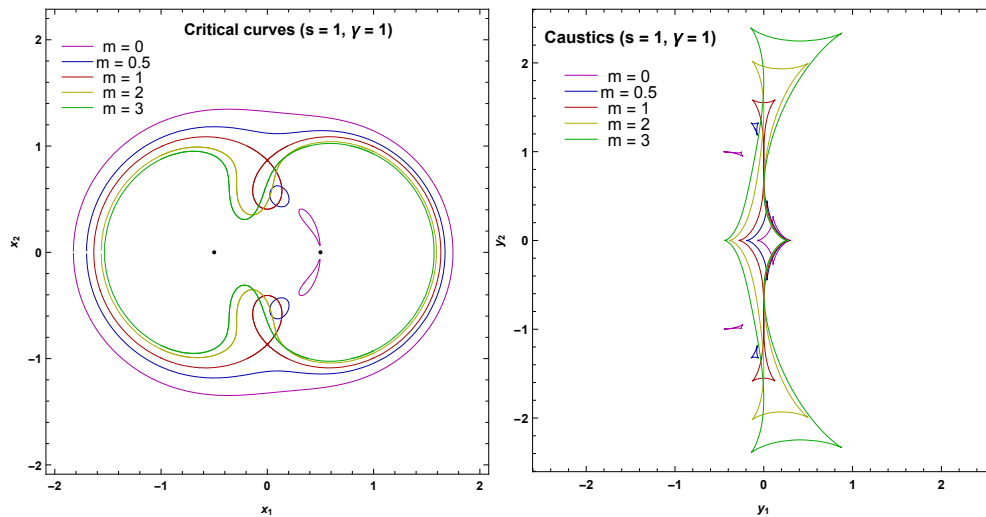 Critical curves (s = 1, γ = 1)
m = 0
m = 0.5
m = 1
m = 2
m = 3
2
1
0
−1
−2
x₂
−2
−1
0
1
2
x₁
Caustics (s = 1, γ = 1)
m = 0
m = 0.5
m = 1
m = 2
m = 3
2
1
0
−1
−2
y₂
−2
−1
0
1
2
y₁